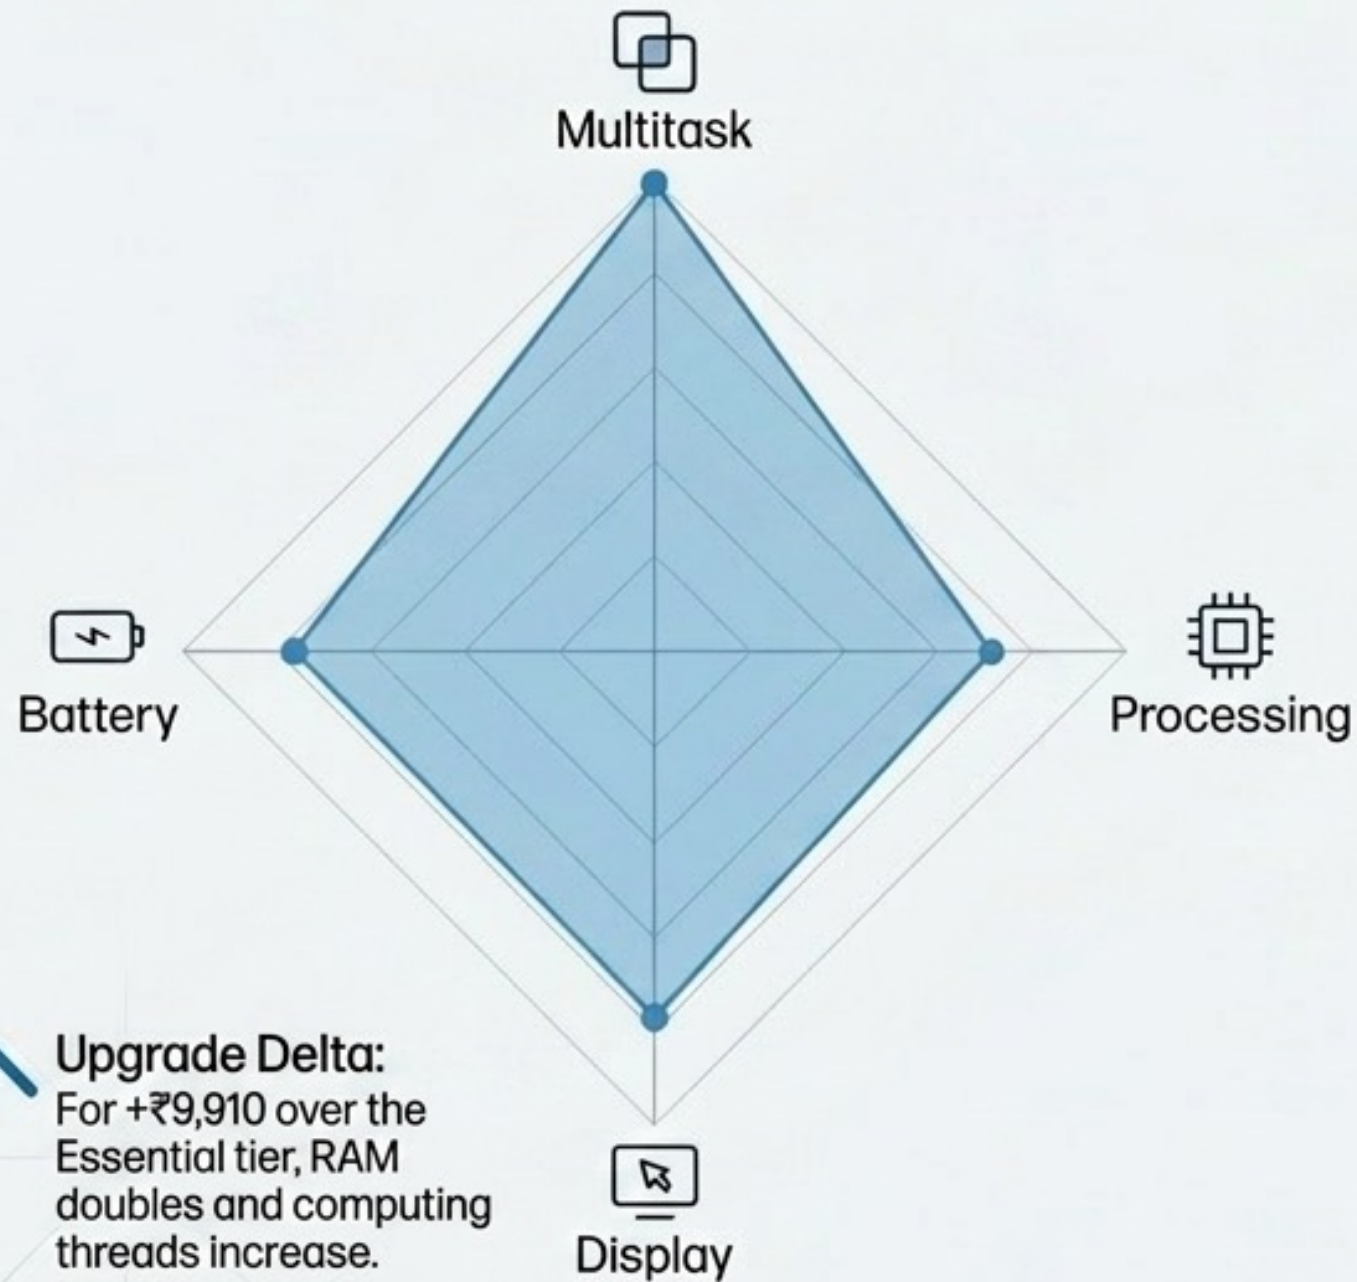 Multitask
Battery
Processing
Upgrade Delta:
For +₹9,910 over the
Essential tier, RAM
doubles and computing
threads increase.
Display